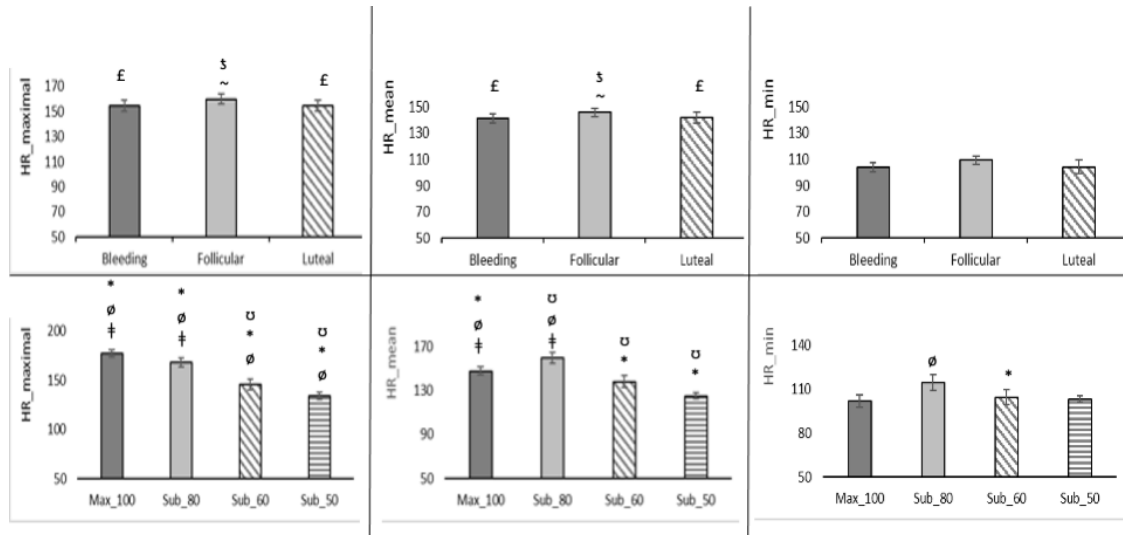 HR_maximal
170
150
130
110
90
70
50
£
$
~
£
Bleeding
Follicular
Luteal
HR_mean
150
130
110
90
70
50
£
$
~
£
Bleeding
Follicular
Luteal
HR_min
150
130
110
90
70
50
Bleeding
Follicular
Luteal
HR_maximal
200
150
100
50
*
ø
ǂ
*
ø
ǂ
ʊ
*
ø
ʊ
*
ø
Max_100
Sub_80
Sub_60
Sub_50
HR_mean
170
130
90
50
*
ø
ǂ
ʊ
ø
ǂ
ʊ
*
ʊ
*
Max_100
Sub_80
Sub_60
Sub_50
HR_min
140
110
80
50
ø
*
Max_100
Sub_80
Sub_60
Sub_50